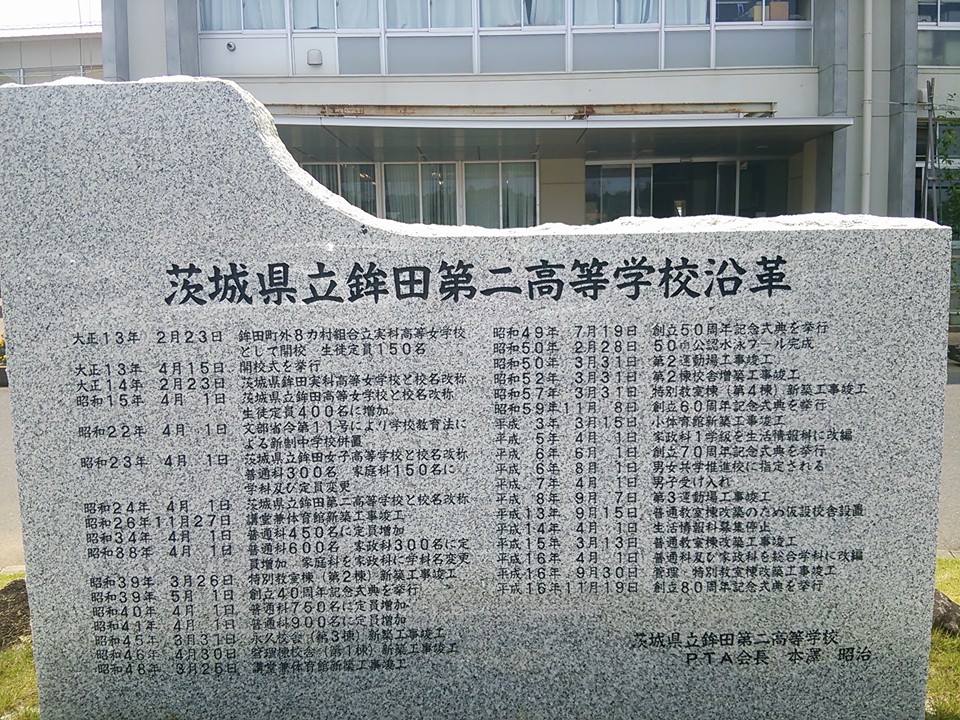 茨城県立鉾田第二高等学校沿革
大正13年 2月23日 鉾田町外8カ村組合立実科高等女学校
として開校 生徒定員150名
大正13年 4月15日 開校式を挙行
大正14年 2月23日 茨城県鉾田実科高等女学校と校名改称
昭和15年 4月 1日 茨城県立鉾田高等女学校と校名改称
生徒定員400名に増加
昭和22年 4月 1日 文部省令第11号により学校教育法に
よる新制中学校併置
昭和23年 4月 1日 茨城県立鉾田女子高等学校と校名改称
普通科300名 家庭科150名に
学科及び定員変更
昭和24年 4月 1日 茨城県立鉾田第二高等学校と校名改称
昭和26年11月27日 講堂兼体育館新築工事竣工
昭和34年 4月 1日 普通科450名に定員増加
昭和38年 4月 1日 普通科600名 家政科300名に定
員増加 家庭科を家政科に学科名変更
昭和39年 3月26日 特別教室棟（第2棟）新築工事竣工
昭和39年 5月 1日 創立40周年記念式典を挙行
昭和40年 4月 1日 普通科750名に定員増加
昭和41年 4月 1日 普通科900名に定員増加
昭和45年 3月31日 永久校舎（第3棟）新築工事竣工
昭和46年 4月30日 管理棟校舎（第1棟）新築工事竣工
昭和48年 3月26日 講堂兼体育館新築工事竣工
昭和49年 7月19日 創立50周年記念式典を挙行
昭和50年 2月28日 50m公認水泳プール完成
昭和50年 3月31日 第2運動場工事竣工
昭和52年 3月31日 第2棟校舎増築工事竣工
昭和57年 3月31日 特別教室棟（第4棟）新築工事竣工
昭和59年11月 8日 創立60周年記念式典を挙行
平成 3年 3月15日 小体育館新築工事竣工
平成 5年 4月 1日 家政科1学級を生活情報科に改編
平成 6年 6月 1日 創立70周年記念式典を挙行
平成 6年 8月 1日 男女共学推進校に指定される
平成 7年 4月 1日 男子受け入れ
平成 8年 9月 7日 第3運動場工事竣工
平成13年 9月15日 普通教室棟改築のため仮設校舎設置
平成14年 4月 1日 生活情報科募集停止
平成15年 3月13日 普通教室棟改築工事竣工
平成16年 4月 1日 普通科及び家政科を総合学科に改編
平成16年 9月30日 管理・特別教室棟改築工事竣工
平成16年11月19日 創立80周年記念式典を挙行
茨城県立鉾田第二高等学校
PTA会長 本澤 昭治